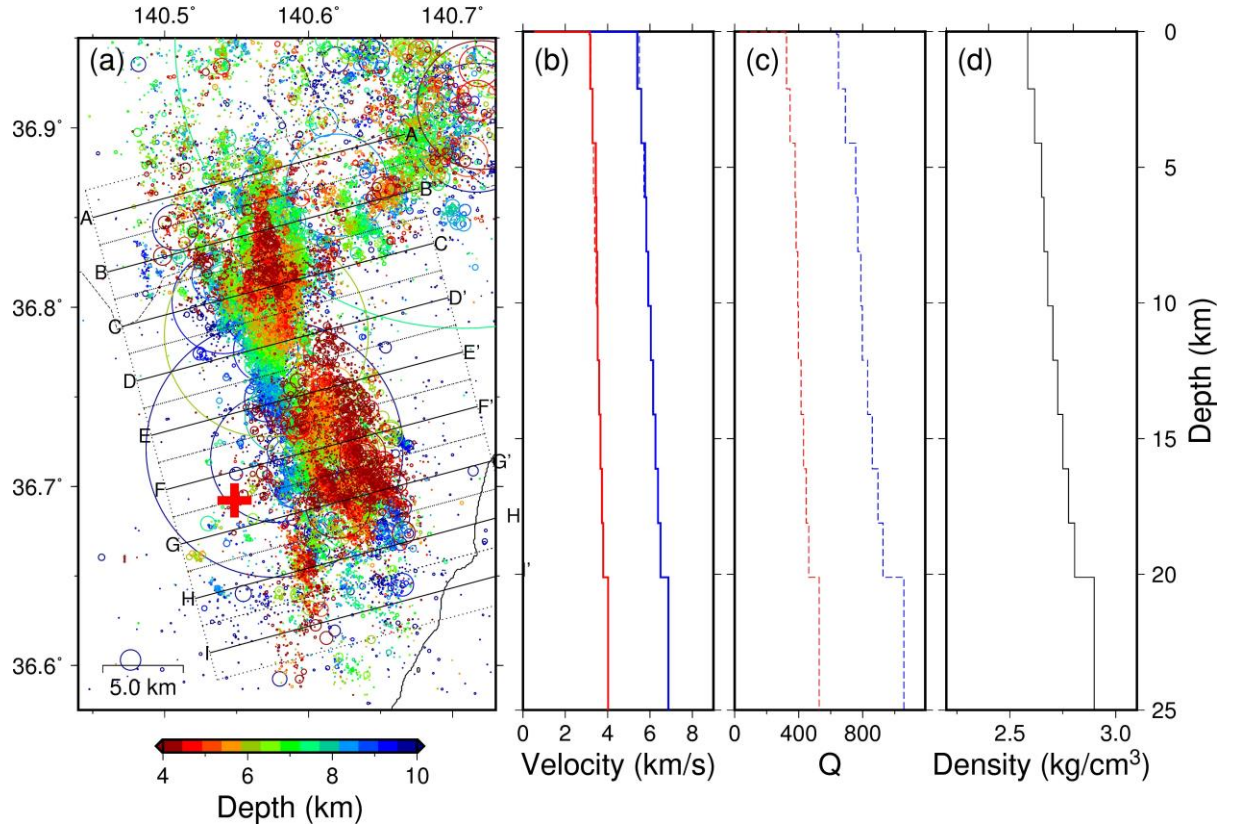 140.5˚ 140.6˚ 140.7˚
(a) (b) (c) (d)
36.9˚
36.8˚
36.7˚
36.6˚
A A'
B B'
C C
D D'
E E'
F F'
G G'
H H
I '
5.0 km
4 6 8 10
Depth (km)
0 2 4 6 8
Velocity (km/s)
0 400 800
Q
2.5 3.0
Density (kg/cm³)
0
5
10
15
20
25
Depth (km)